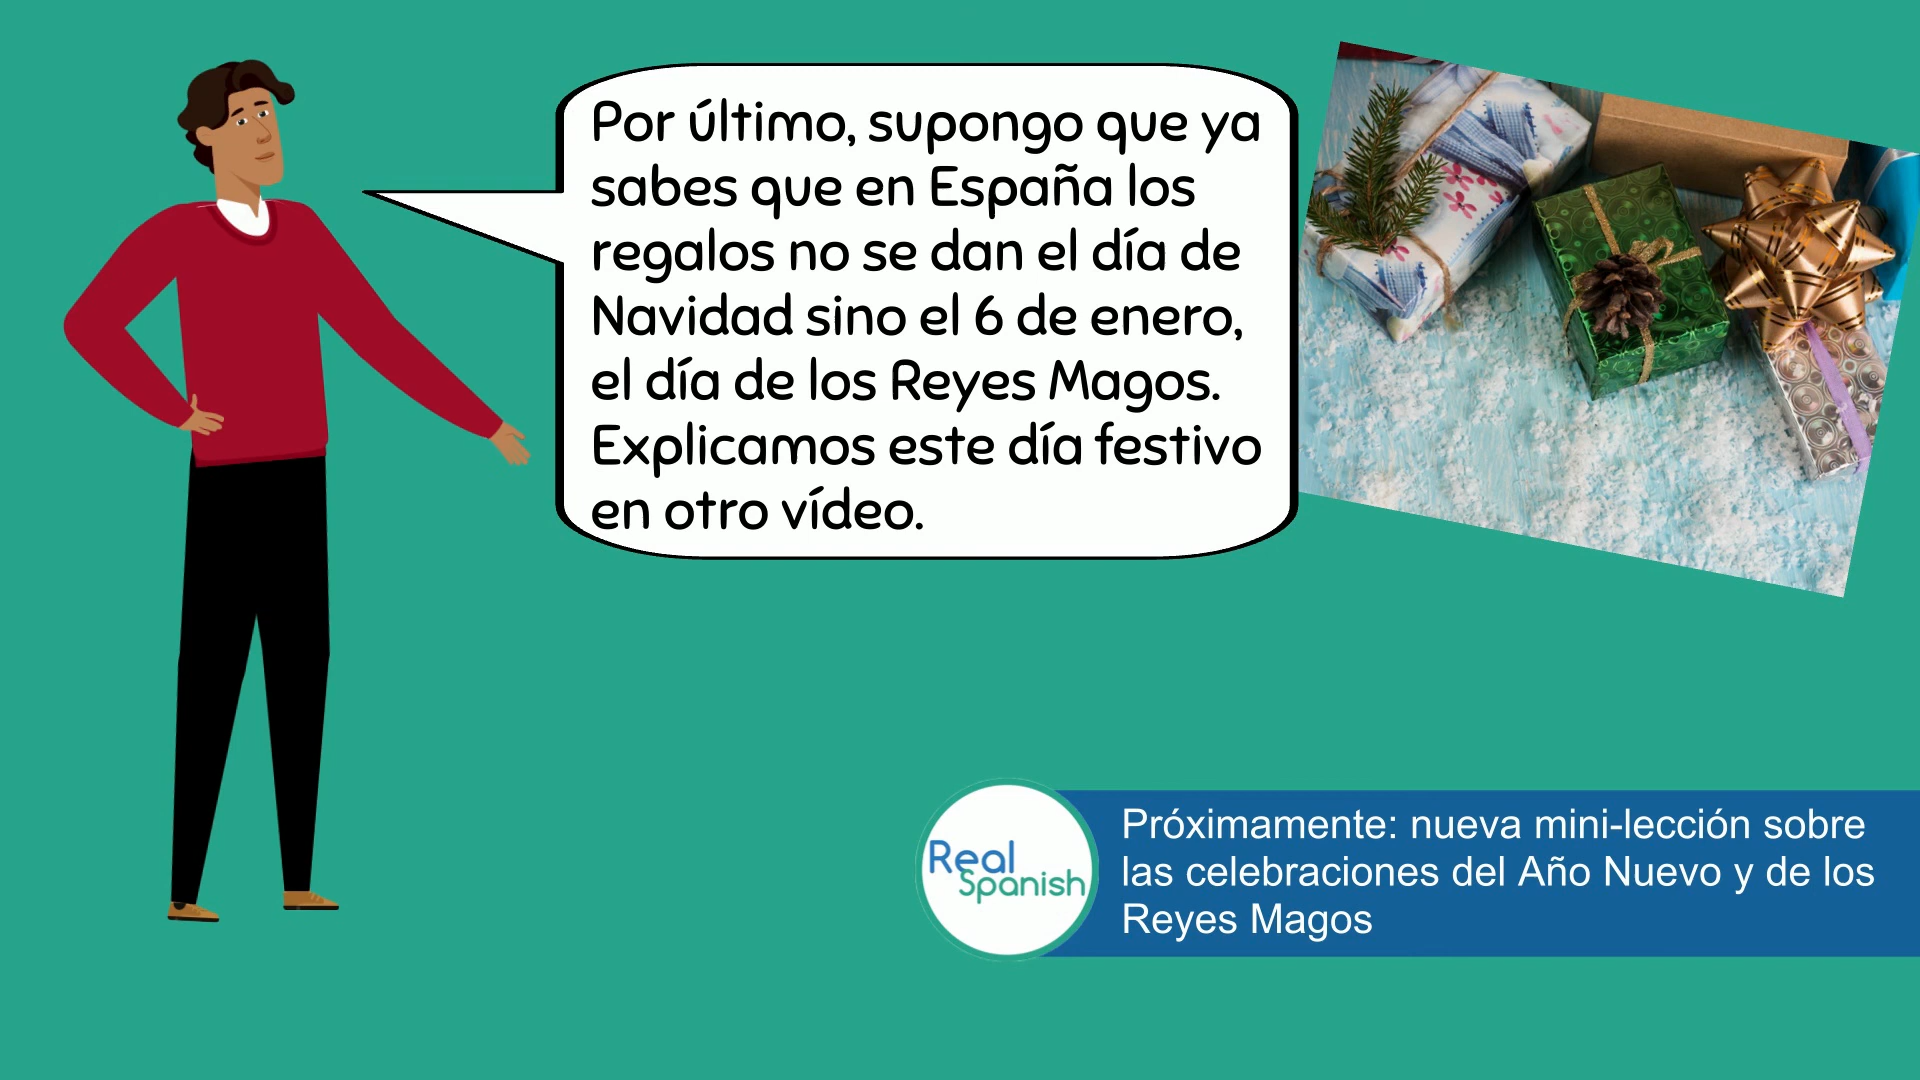 Por último, supongo que ya
sabes que en España los
regalos no se dan el día de
Navidad sino el 6 de enero,
el día de los Reyes Magos.
Explicamos este día festivo
en otro vídeo.
Real
Spanish
Próximamente: nueva mini-lección sobre
las celebraciones del Año Nuevo y de los
Reyes Magos